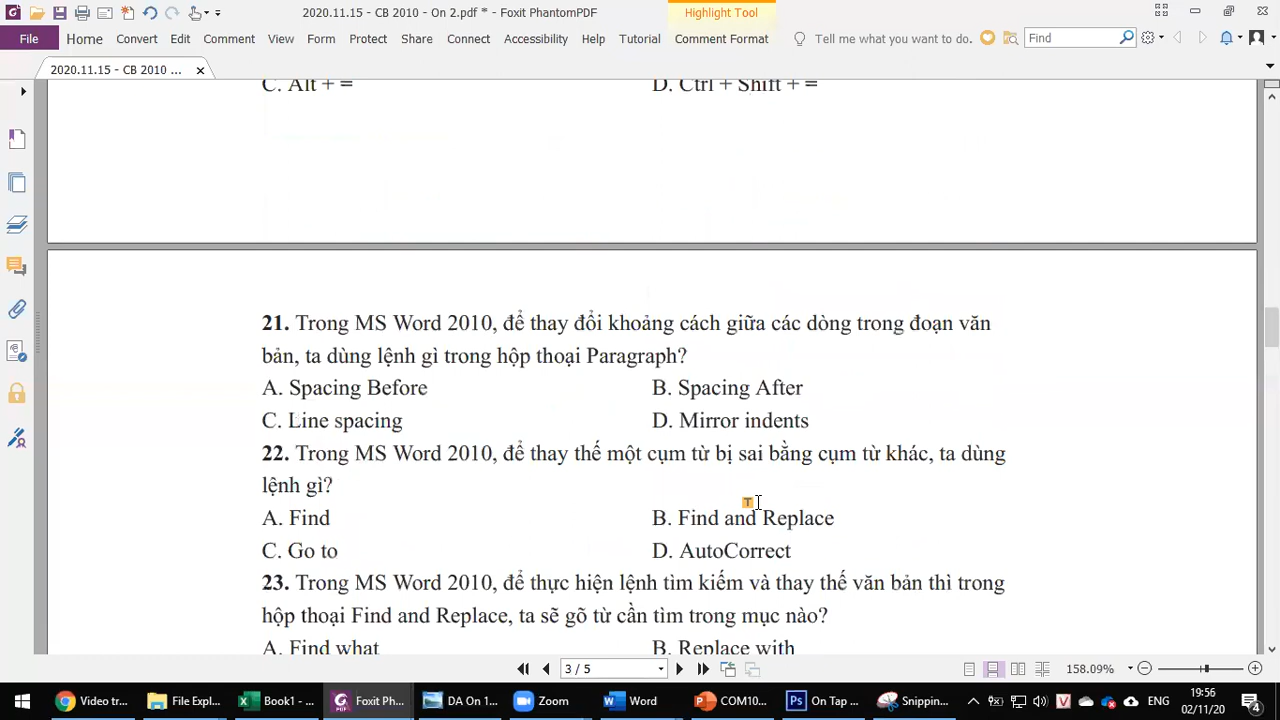 2020.11.15 - CB 2010 - On 2.pdf * - Foxit PhantomPDF
Highlight Tool
File Home Convert Edit View Comment Form Protect Share Connect Accessibility Help Tutorial Comment Format Tell me what you want to do. Find
2020.11.15 - CB 2010 ...
C. Alt + = D. Ctrl + Shift + =
21. Trong MS Word 2010, để thay đổi khoảng cách giữa các dòng trong đoạn văn
bản, ta dùng lệnh gì trong hộp thoại Paragraph?
A. Spacing Before B. Spacing After
C. Line spacing D. Mirror indents
22. Trong MS Word 2010, để thay thế một cụm từ bị sai bằng cụm từ khác, ta dùng
lệnh gì?
A. Find B. Find and Replace
C. Go to D. AutoCorrect
23. Trong MS Word 2010, để thực hiện lệnh tìm kiếm và thay thế văn bản thì trong
hộp thoại Find and Replace, ta sẽ gõ từ cần tìm trong mục nào?
A. Find what B. Replace with
3 / 5 158.09%
Video tr... File Expl... Book1 -... Foxit Ph... DA On 1... Zoom Word COM10... On Tap ... Snippin... ENG 19:56
02/11/20